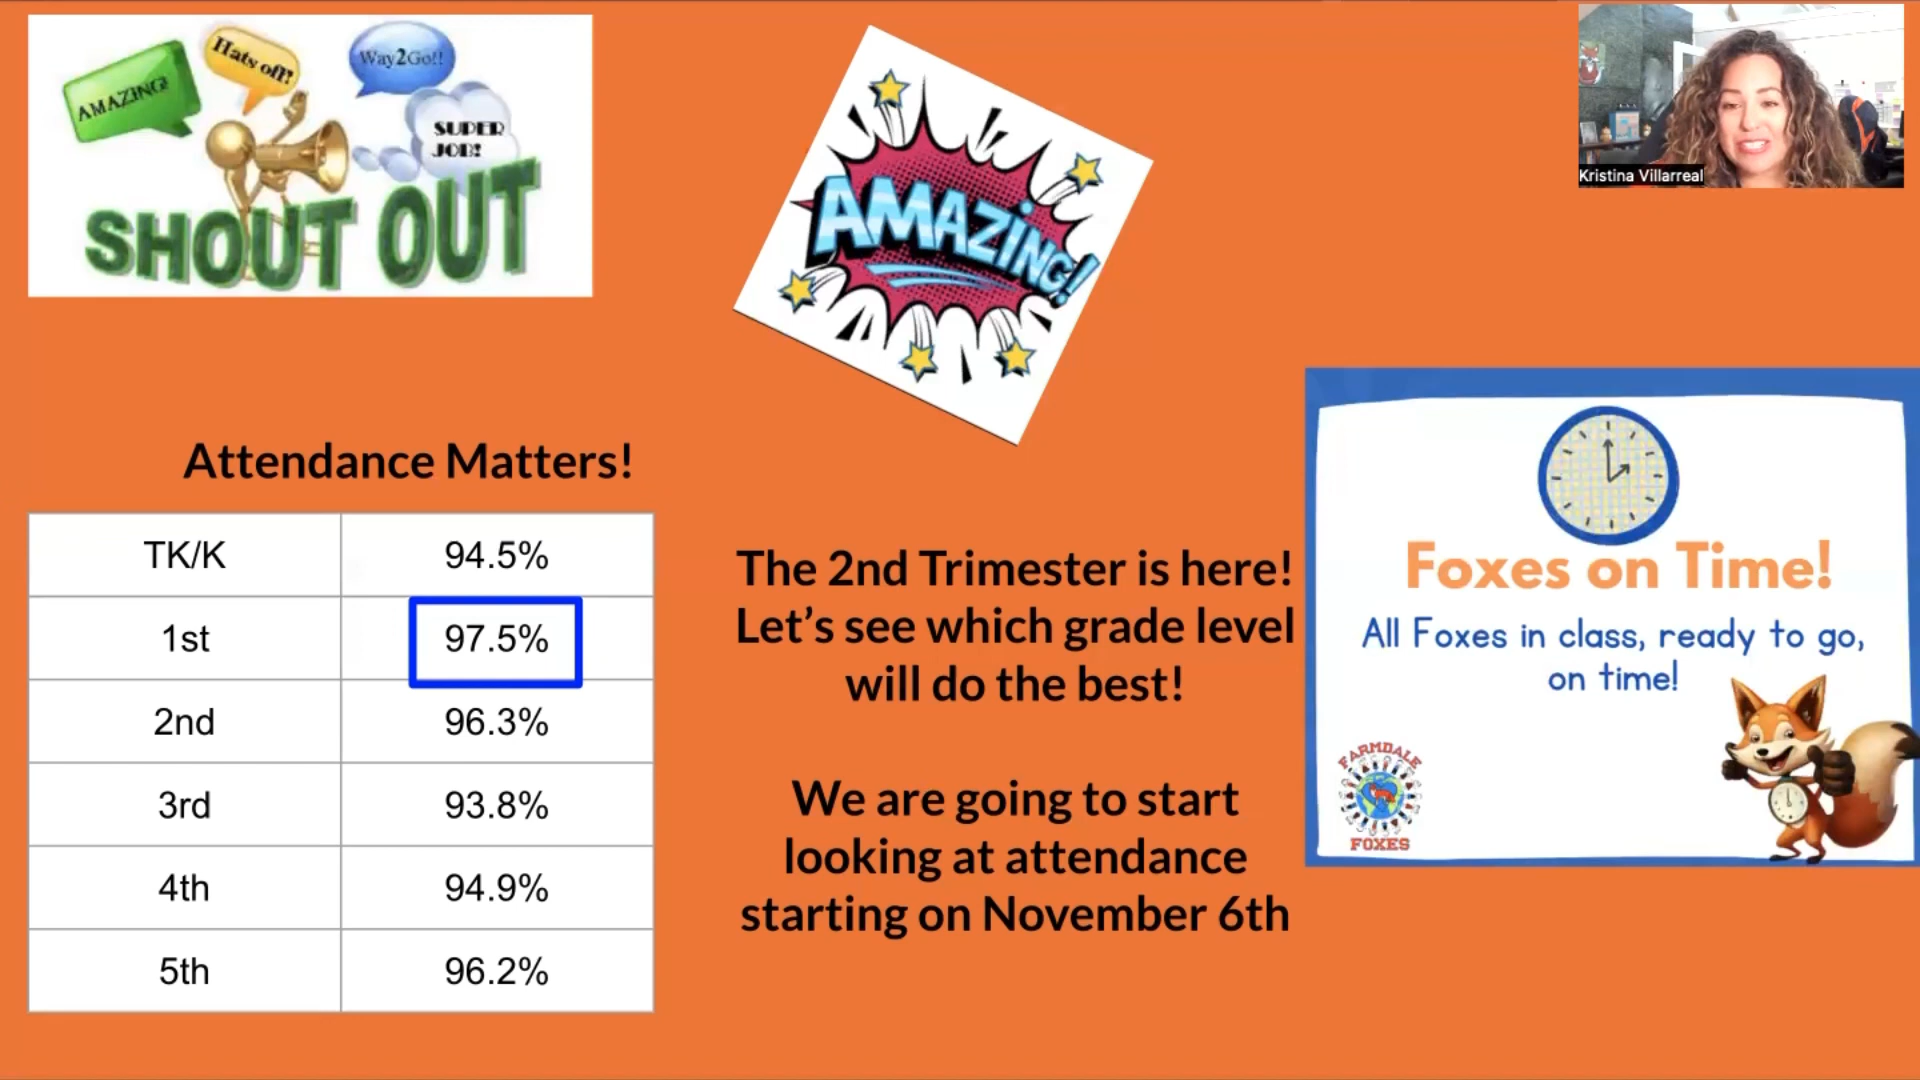 AMAZING!
Hats off!
Way2Go!!
SUPER
JOB!
SHOUT OUT
AMAZING!
Kristina Villarreal
Attendance Matters!
TK/K 94.5%
1st 97.5%
2nd 96.3%
3rd 93.8%
4th 94.9%
5th 96.2%
The 2nd Trimester is here!
Let's see which grade level
will do the best!
We are going to start
looking at attendance
starting on November 6th
Foxes on Time!
All Foxes in class, ready to go,
on time!
FARMDALE
FOXES